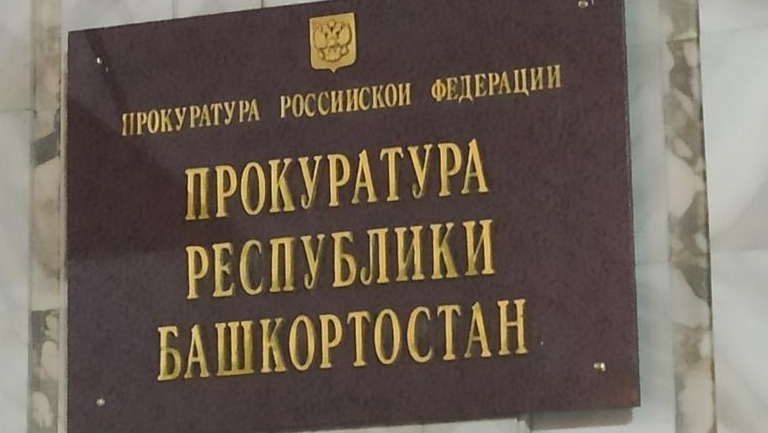 ПРОКУРАТУРА РОССИЙСКОЙ ФЕДЕРАЦИИ
ПРОКУРАТУРА
РЕСПУБЛИКИ
БАШКОРТОСТАН